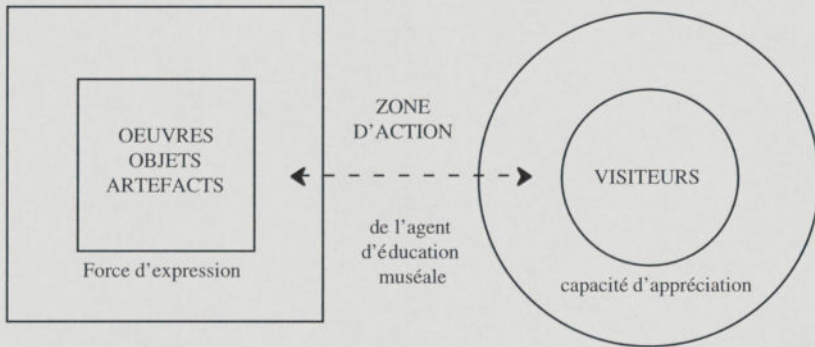 OEUVRES
OBJETS
ARTEFACTS
Force d'expression
ZONE
D'ACTION
de l'agent
d'éducation
muséale
VISITEURS
capacité d'appréciation